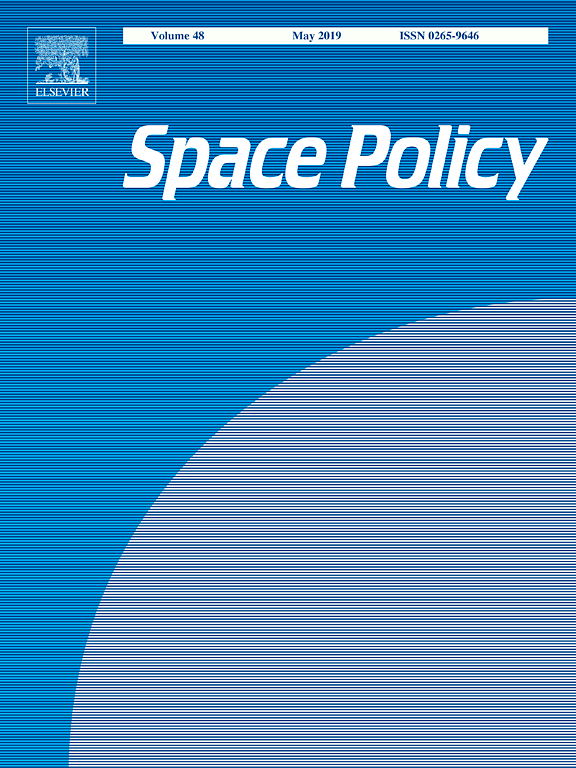 Volume 48 May 2019 ISSN 0265-9646
ELSEVIER
Space Policy